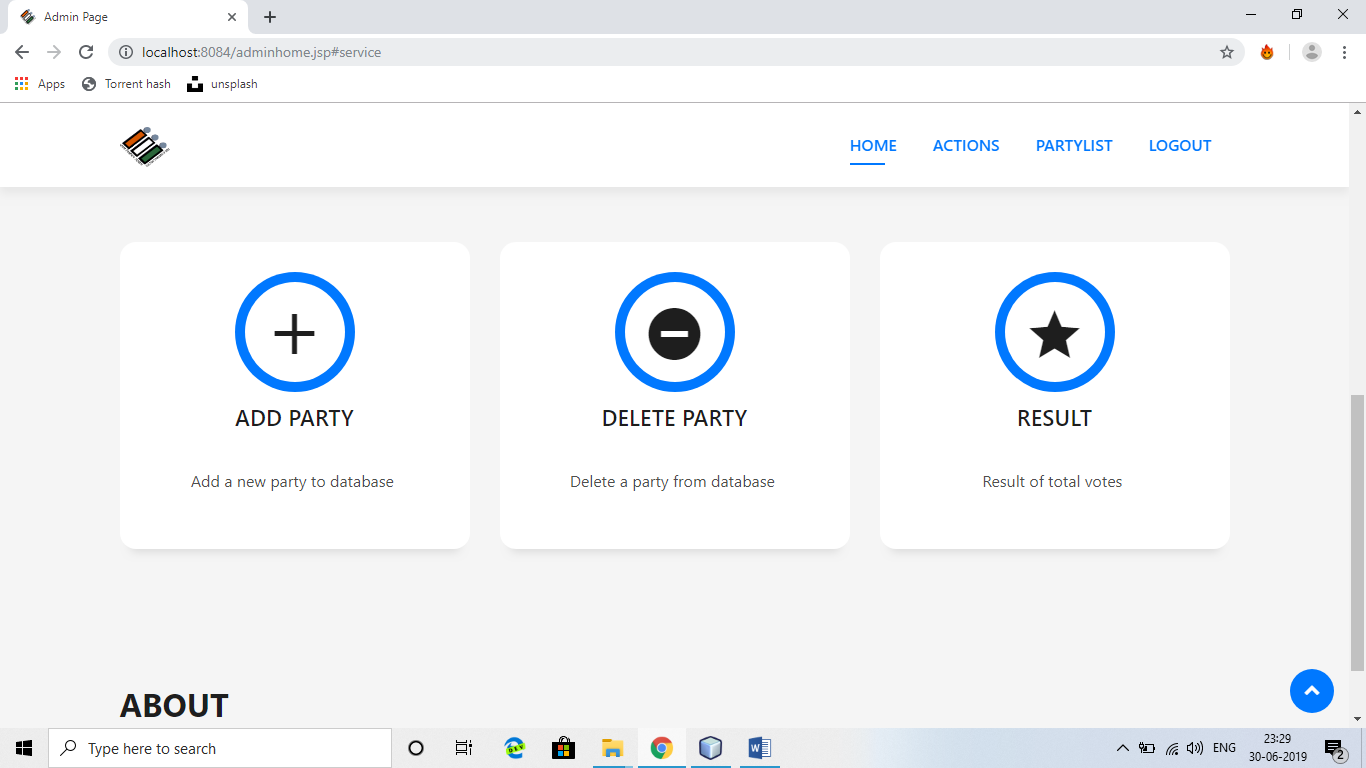 Admin Page
localhost:8084/adminhome.jsp#service
Apps Torrent hash unsplash
HOME ACTIONS PARTYLIST LOGOUT
ADD PARTY DELETE PARTY RESULT
Add a new party to database Delete a party from database Result of total votes
ABOUT
Type here to search
DEV
W
ENG
23:29
30-06-2019
2